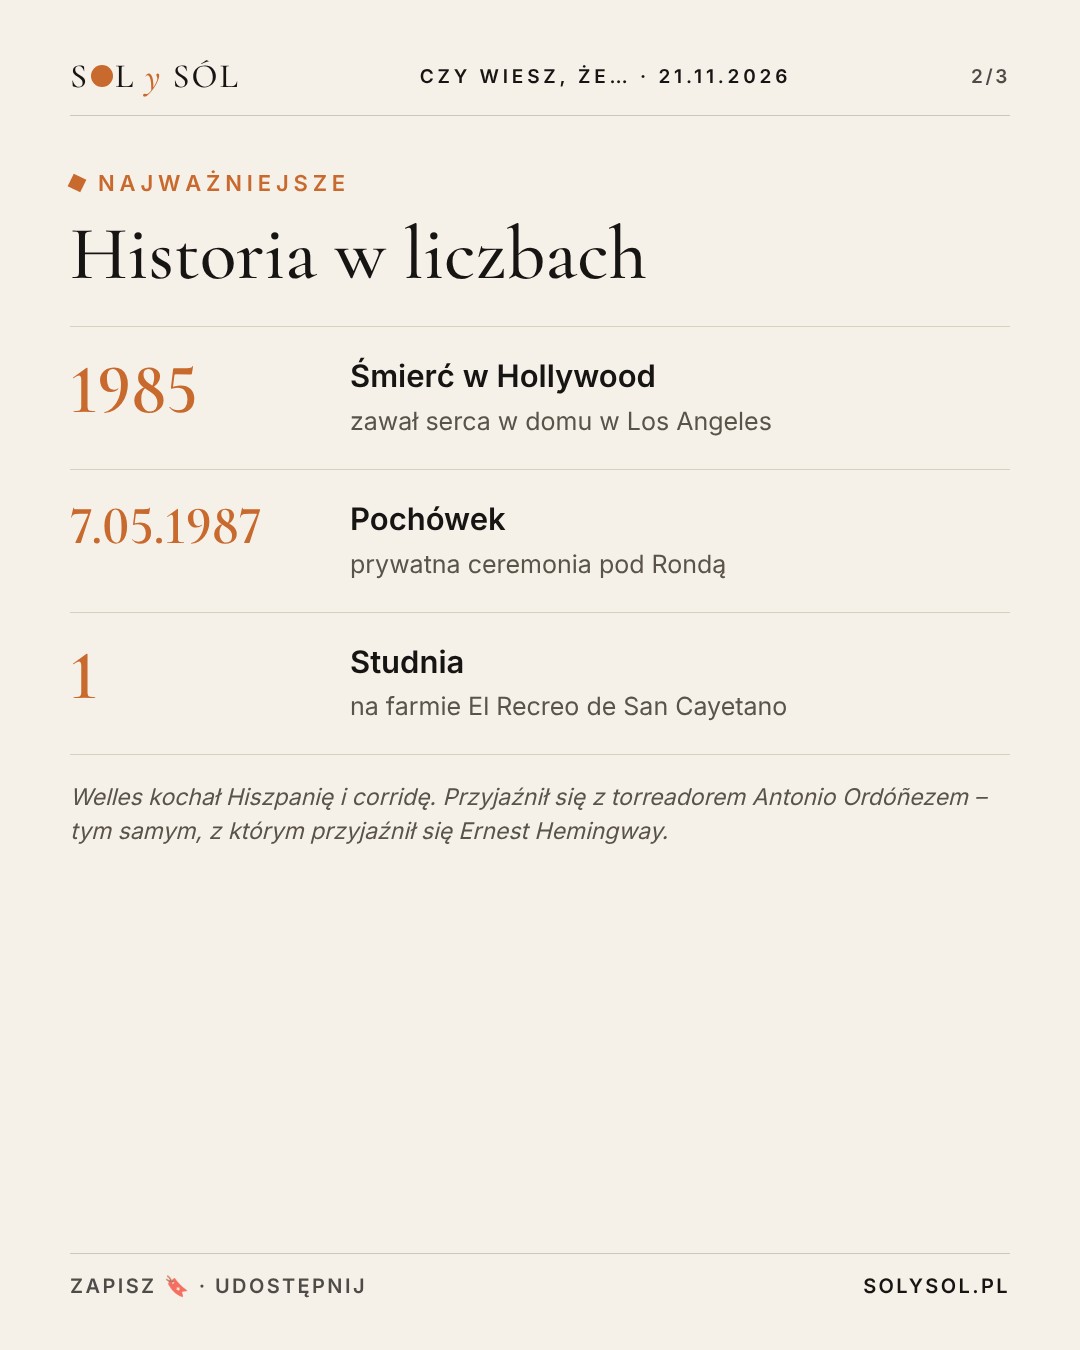 SOL y SÓL
CZY WIESZ, ŻE… · 21.11.2026
2/3
NAJWAŻNIEJSZE
Historia w liczbach
1985
Śmierć w Hollywood
zawał serca w domu w Los Angeles
7.05.1987
Pochówek
prywatna ceremonia pod Rondą
1
Studnia
na farmie El Recreo de San Cayetano
Welles kochał Hiszpanię i corridę. Przyjaźnił się z torreadorem Antonio Ordóñezem –
tym samym, z którym przyjaźnił się Ernest Hemingway.
ZAPISZ 🔖 · UDOSTĘPNIJ
SOLYSOL.PL